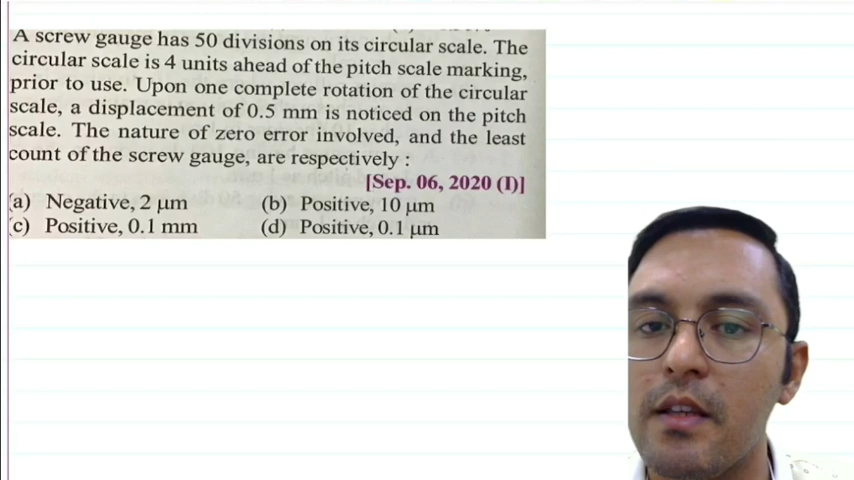 A screw gauge has 50 divisions on its circular scale. The
circular scale is 4 units ahead of the pitch scale marking,
prior to use. Upon one complete rotation of the circular
scale, a displacement of 0.5 mm is noticed on the pitch
scale. The nature of zero error involved, and the least
count of the screw gauge, are respectively :
[Sep. 06, 2020 (I)]
(a) Negative, 2 μm (b) Positive, 10 μm
(c) Positive, 0.1 mm (d) Positive, 0.1 μm